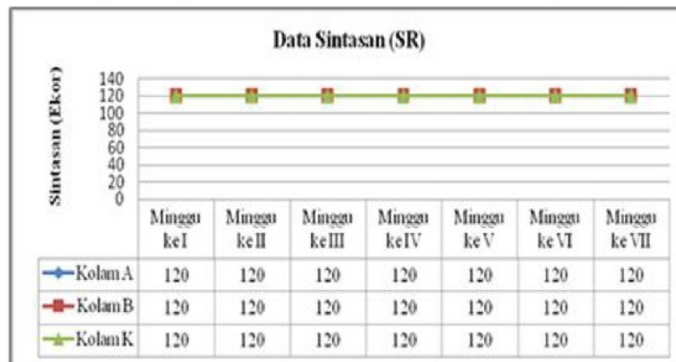 Data Sintasan (SR)
Sintasan (Ekor)
140
120
100
80
60
40
20
0
Minggu ke I Minggu ke II Minggu ke III Minggu ke IV Minggu ke V Minggu ke VI Minggu ke VII
Kolam A 120 120 120 120 120 120 120
Kolam B 120 120 120 120 120 120 120
Kolam K 120 120 120 120 120 120 120